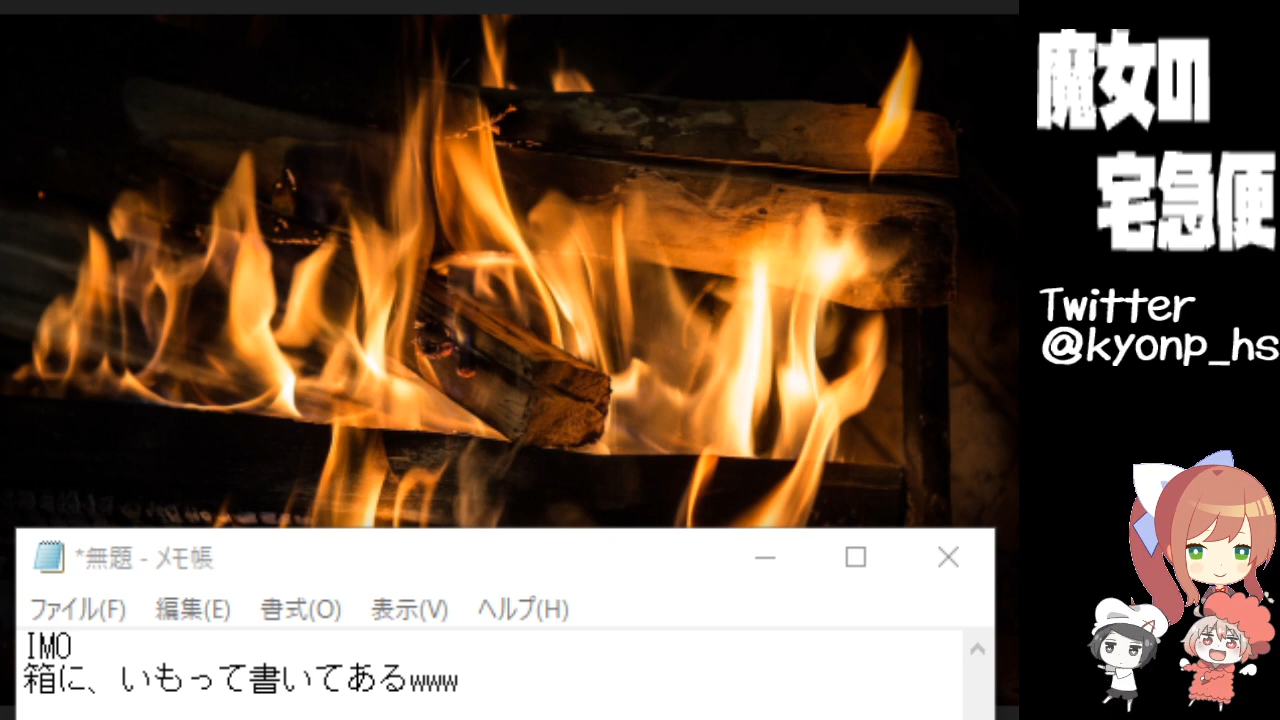 魔女の
宅急便
Twitter
@kyonp_hs
*無題 - メモ帳
ファイル(F) 編集(E) 書式(O) 表示(V) ヘルプ(H)
IMO
箱に、いもって書いてあるwww